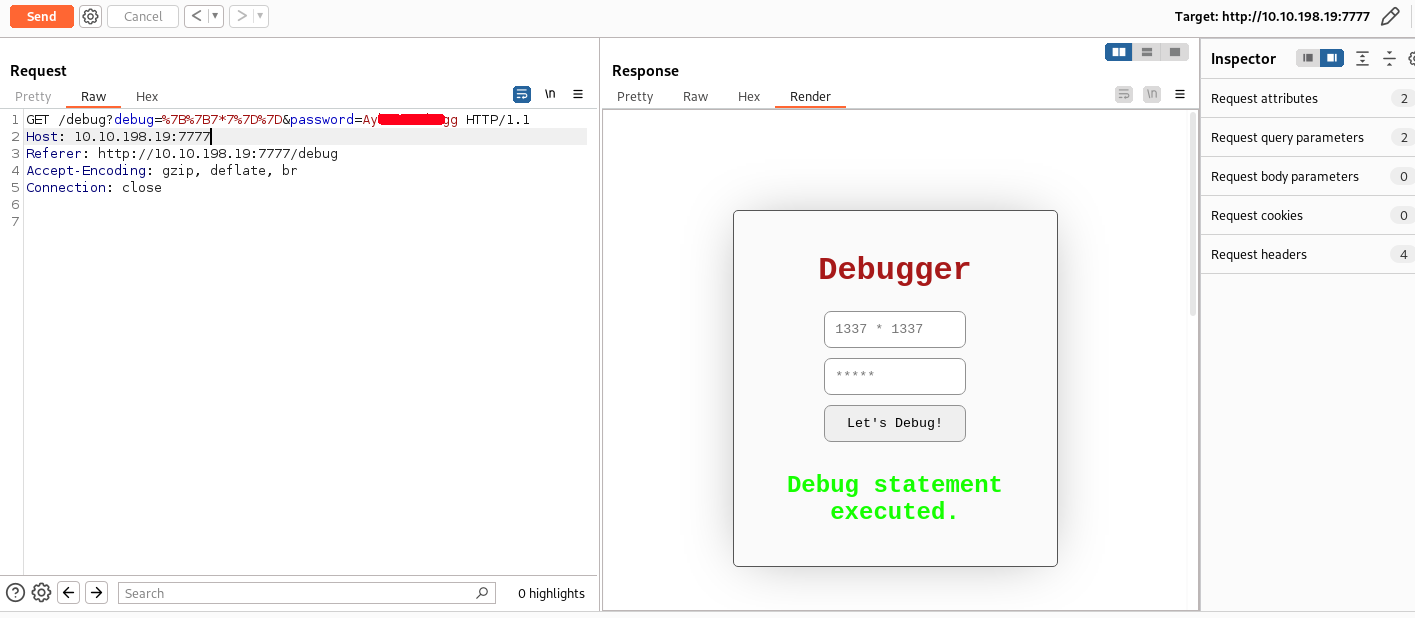 Send
Cancel
Target: http://10.10.198.19:7777
Request
Pretty
Raw
Hex
\n
1 GET /debug?debug=%7B%7B7*7%7D%7D&password=Ay gg HTTP/1.1
2 Host: 10.10.198.19:7777
3 Referer: http://10.10.198.19:7777/debug
4 Accept-Encoding: gzip, deflate, br
5 Connection: close
6
7
Search
0 highlights
Response
Pretty
Raw
Hex
Render
\n
Debugger
1337 * 1337
*****
Let's Debug!
Debug statement
executed.
Inspector
Request attributes 2
Request query parameters 2
Request body parameters 0
Request cookies 0
Request headers 4